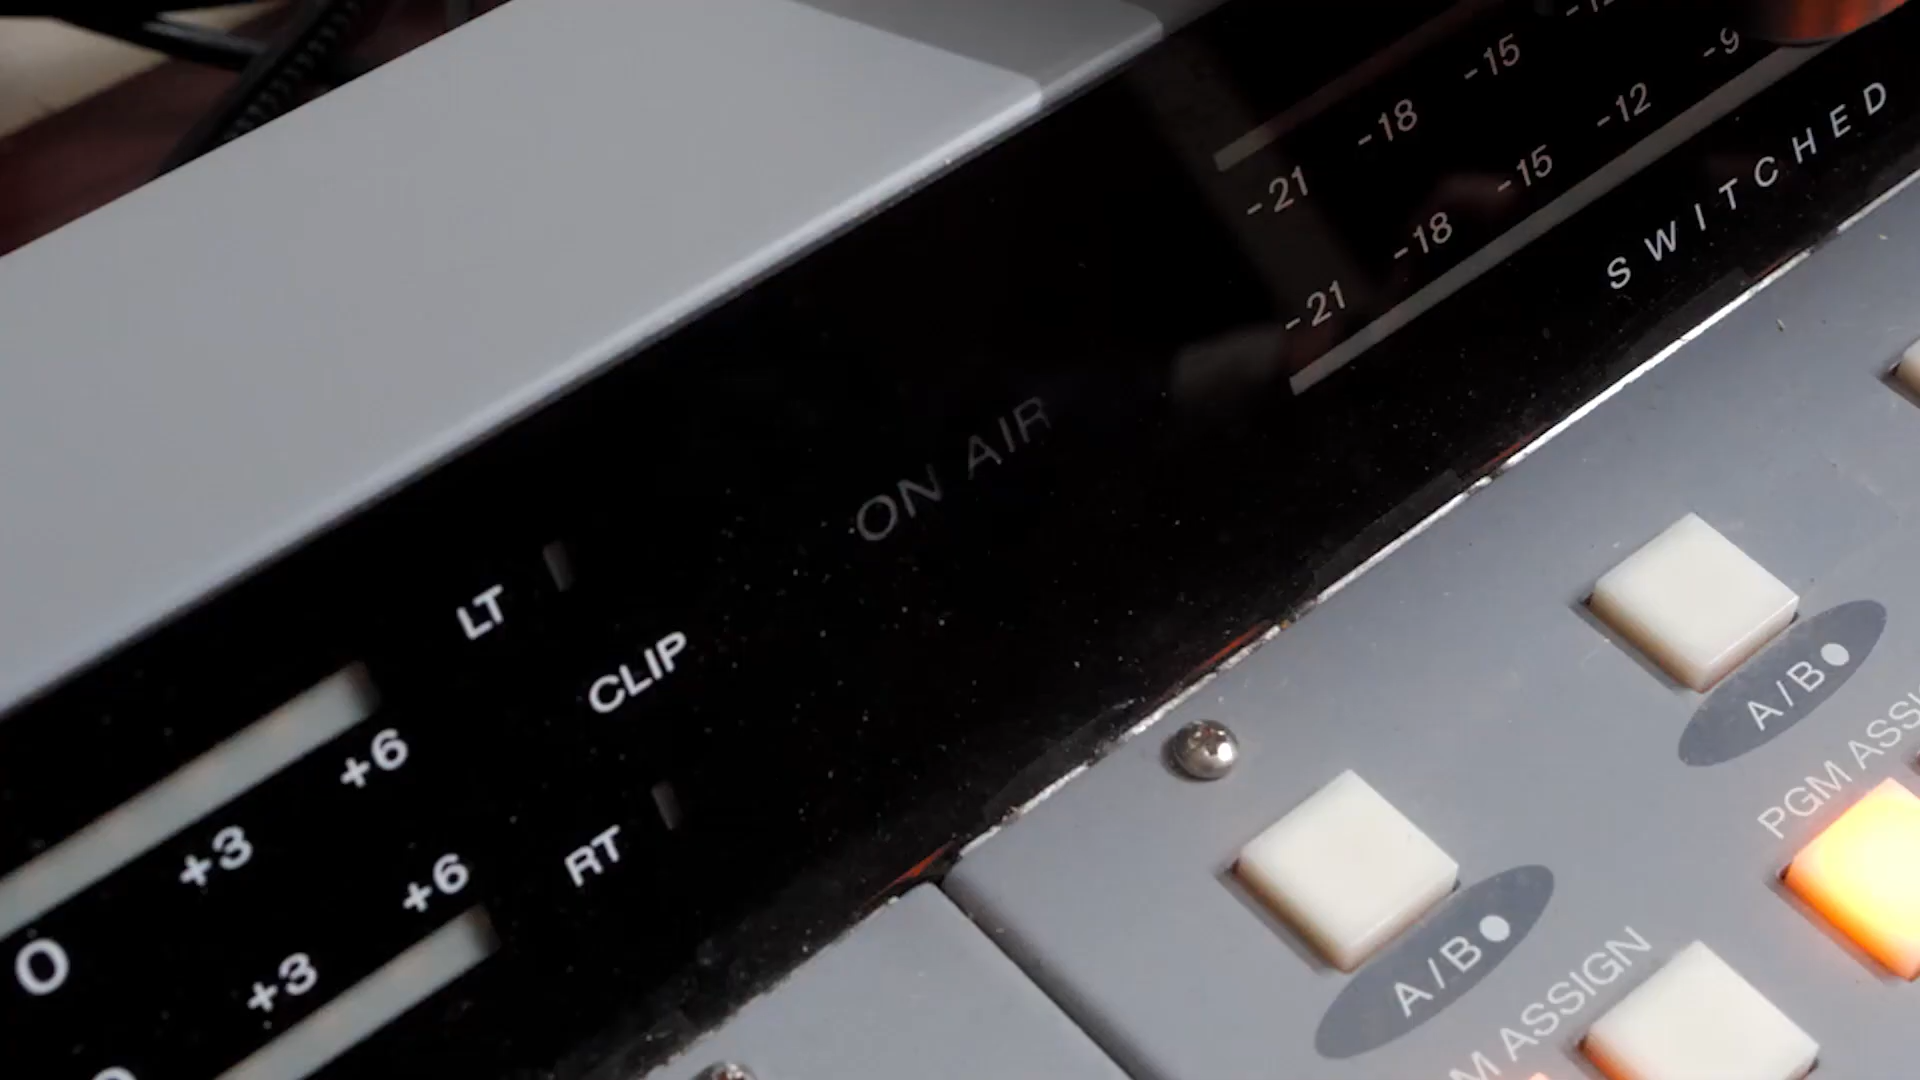 -15
-18
-21
-9
-12
-15
-18
-21
SWITCHED
ON AIR
LT
CLIP
RT
+6
+3
0
+6
+3
A/B
PGM
A/B
ASSIGN